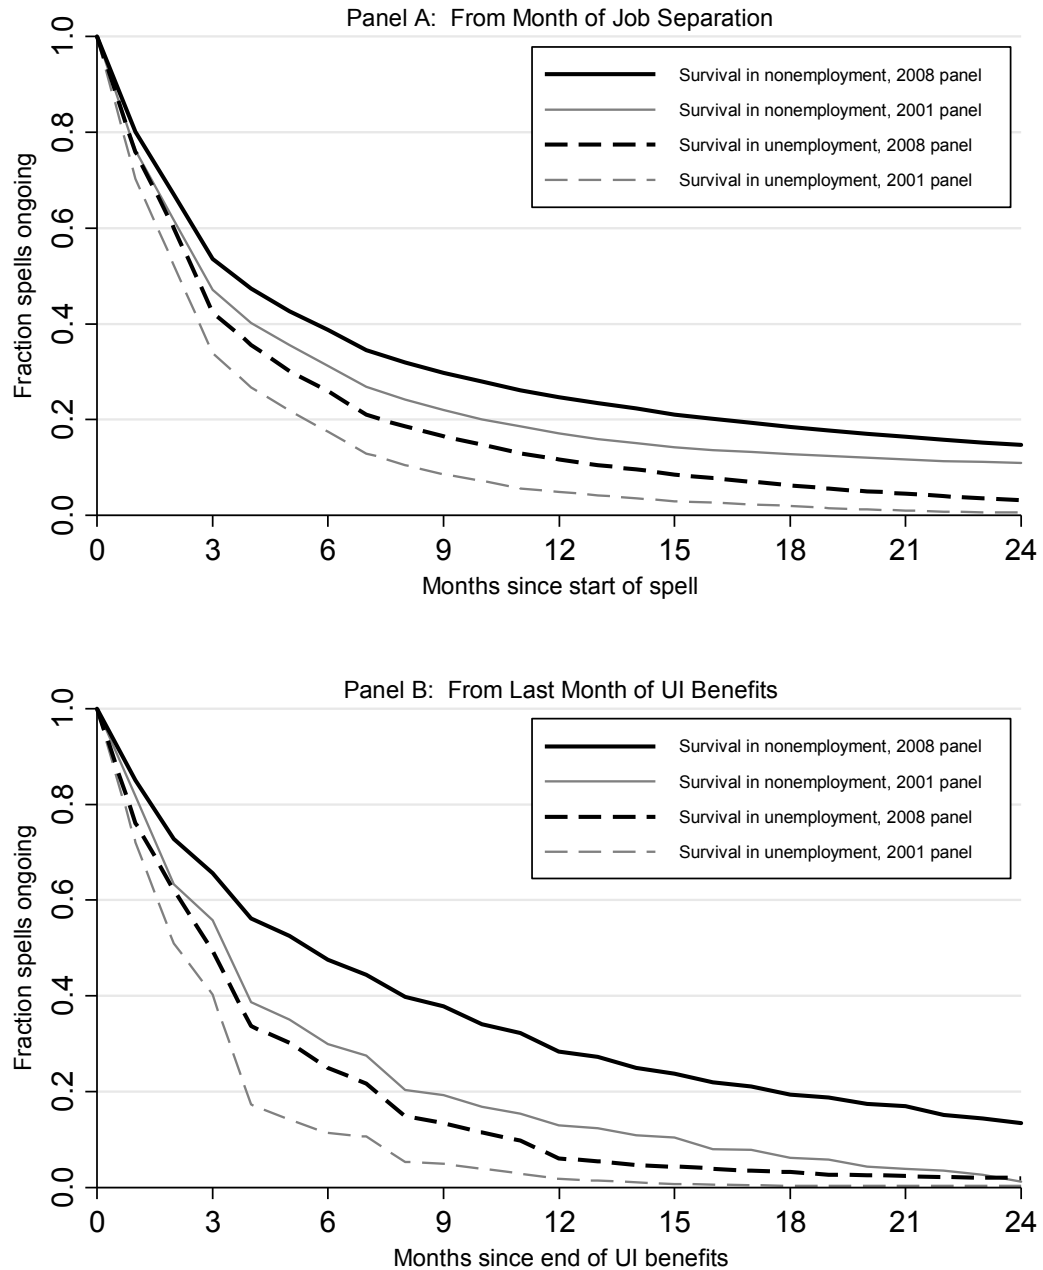 Panel A: From Month of Job Separation
Fraction spells ongoing
0.0 0.2 0.4 0.6 0.8 1.0
Survival in nonemployment, 2008 panel
Survival in nonemployment, 2001 panel
Survival in unemployment, 2008 panel
Survival in unemployment, 2001 panel
0 3 6 9 12 15 18 21 24
Months since start of spell
Panel B: From Last Month of UI Benefits
Fraction spells ongoing
0.0 0.2 0.4 0.6 0.8 1.0
Survival in nonemployment, 2008 panel
Survival in nonemployment, 2001 panel
Survival in unemployment, 2008 panel
Survival in unemployment, 2001 panel
0 3 6 9 12 15 18 21 24
Months since end of UI benefits